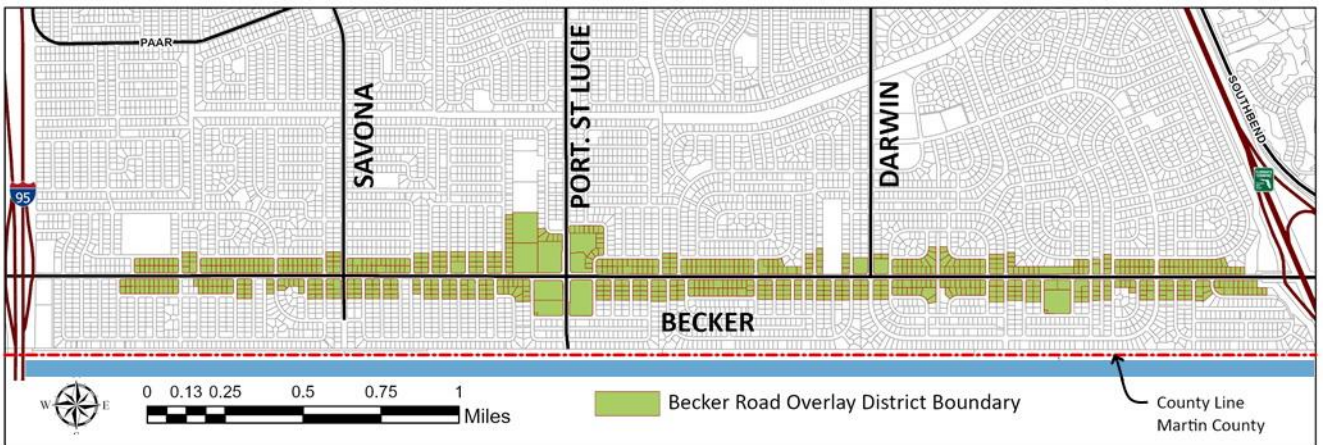 PAAR
SAVONA
PORT. ST LUCIE
DARWIN
SOUTHBEND
95
BECKER
N
W E
S
0 0.13 0.25 0.5 0.75 1
Miles
Becker Road Overlay District Boundary
County Line
Martin County